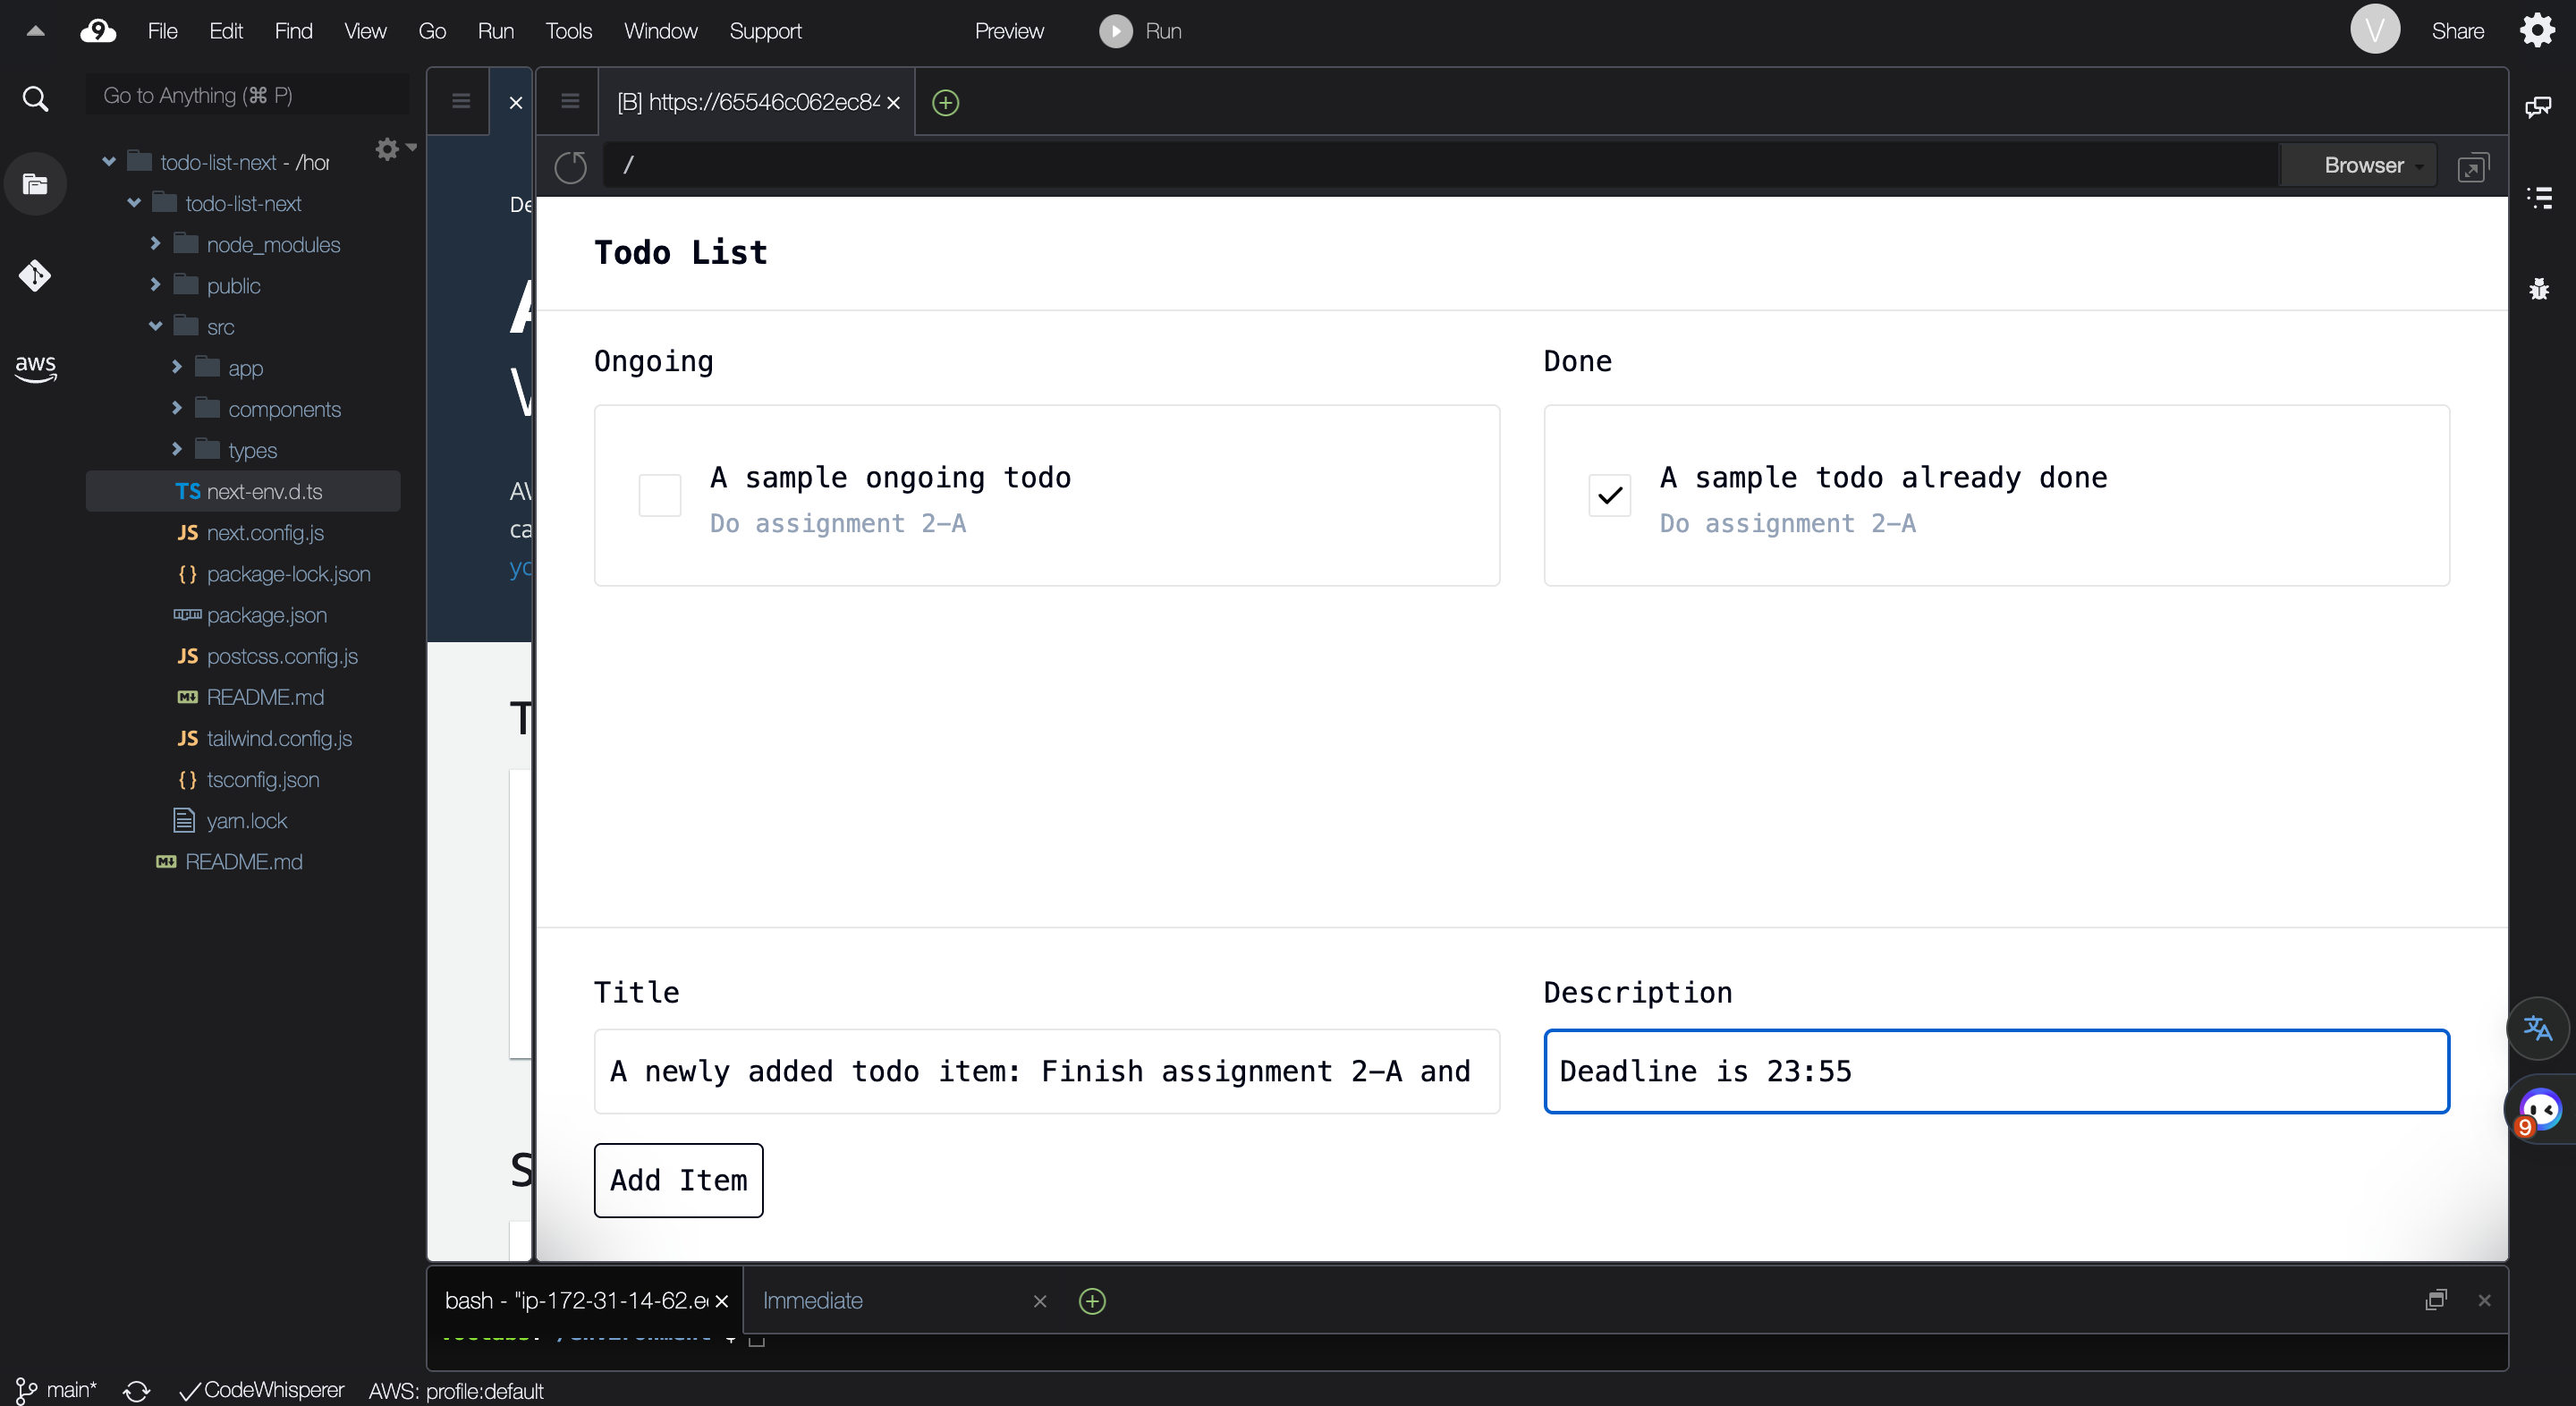 File Edit Find View Go Run Tools Window Support Preview Run V Share
Go to Anything (⌘ P)
todo-list-next - /hor
todo-list-next
node_modules
public
src
app
components
types
TS next-env.d.ts
JS next.config.js
{} package-lock.json
package.json
JS postcss.config.js
README.md
JS tailwind.config.js
{} tsconfig.json
yarn.lock
README.md
aws
[B] https://65546c062ec84
/
Browser
De
ca
yo
T
S
Todo List
Ongoing
A sample ongoing todo
Do assignment 2-A
Done
A sample todo already done
Do assignment 2-A
Title
A newly added todo item: Finish assignment 2-A and
Description
Deadline is 23:55
Add Item
9
bash - "ip-172-31-14-62.e
Immediate
main* CodeWhisperer AWS: profile:default